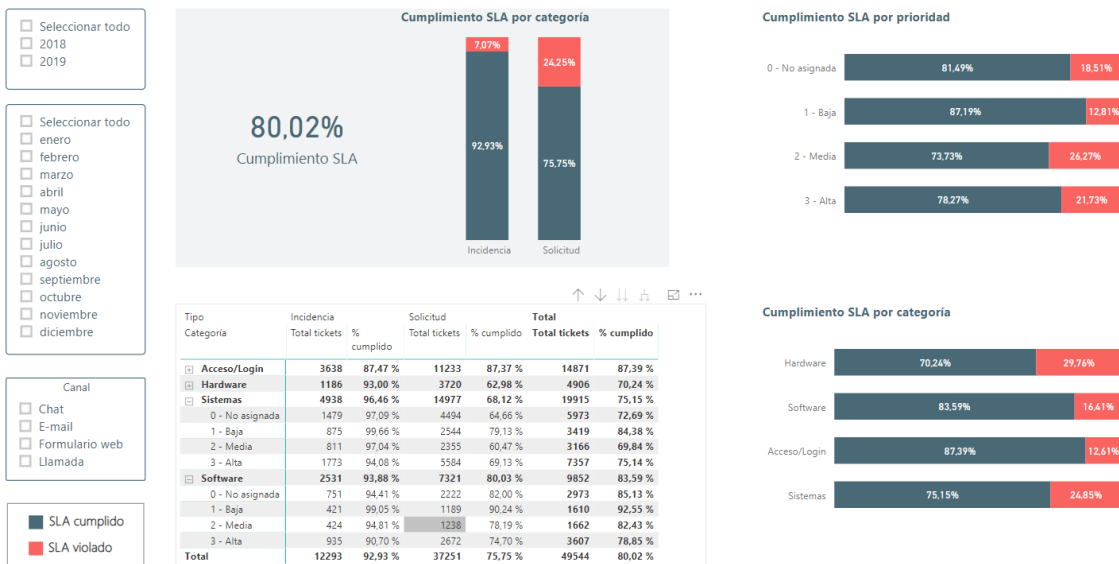 Seleccionar todo
2018
2019
Seleccionar todo
enero
febrero
marzo
abril
mayo
junio
julio
agosto
septiembre
octubre
noviembre
diciembre
Canal
Chat
E-mail
Formulario web
Llamada
SLA cumplido
SLA violado
Cumplimiento SLA por categoría
80,02%
Cumplimiento SLA
7,07%
92,93%
Incidencia
24,25%
75,75%
Solicitud
Tipo Incidencia Solicitud Total
Categoría Total tickets % cumplido Total tickets % cumplido Total tickets % cumplido
Acceso/Login 3638 87,47 % 11233 87,37 % 14871 87,39 %
Hardware 1186 93,00 % 3720 62,98 % 4906 70,24 %
Sistemas 4938 96,46 % 14977 68,12 % 19915 75,15 %
0 - No asignada 1479 97,09 % 4494 64,66 % 5973 72,69 %
1 - Baja 875 99,66 % 2544 79,13 % 3419 84,38 %
2 - Media 811 97,04 % 2355 60,47 % 3166 69,84 %
3 - Alta 1773 94,08 % 5584 69,13 % 7357 75,14 %
Software 2531 93,88 % 7321 80,03 % 9852 83,59 %
0 - No asignada 751 94,41 % 2222 82,00 % 2973 85,13 %
1 - Baja 421 99,05 % 1189 90,24 % 1610 92,55 %
2 - Media 424 94,81 % 1238 78,19 % 1662 82,43 %
3 - Alta 935 90,70 % 2672 74,70 % 3607 78,85 %
Total 12293 92,93 % 37251 75,75 % 49544 80,02 %
Cumplimiento SLA por prioridad
0 - No asignada 81,49% 18,51%
1 - Baja 87,19% 12,81%
2 - Media 73,73% 26,27%
3 - Alta 78,27% 21,73%
Cumplimiento SLA por categoría
Hardware 70,24% 29,76%
Software 83,59% 16,41%
Acceso/Login 87,39% 12,61%
Sistemas 75,15% 24,85%